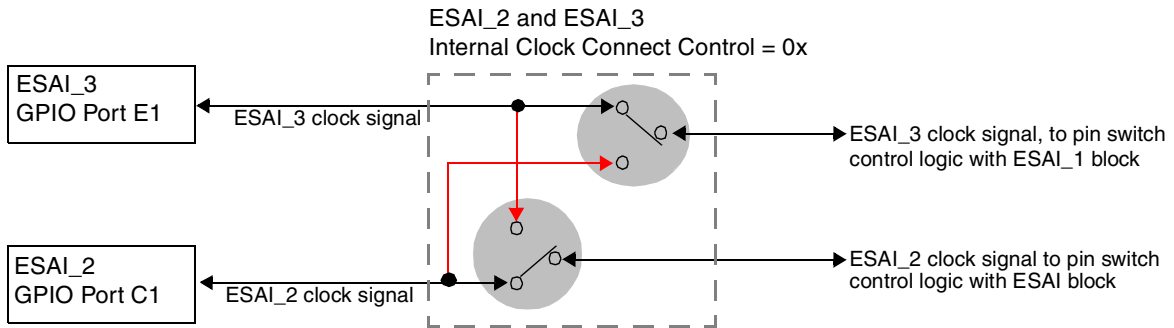 ESAI_2 and ESAI_3
Internal Clock Connect Control = 0x
ESAI_3
GPIO Port E1
ESAI_3 clock signal
ESAI_3 clock signal, to pin switch
control logic with ESAI_1 block
ESAI_2
GPIO Port C1
ESAI_2 clock signal
ESAI_2 clock signal to pin switch
control logic with ESAI block